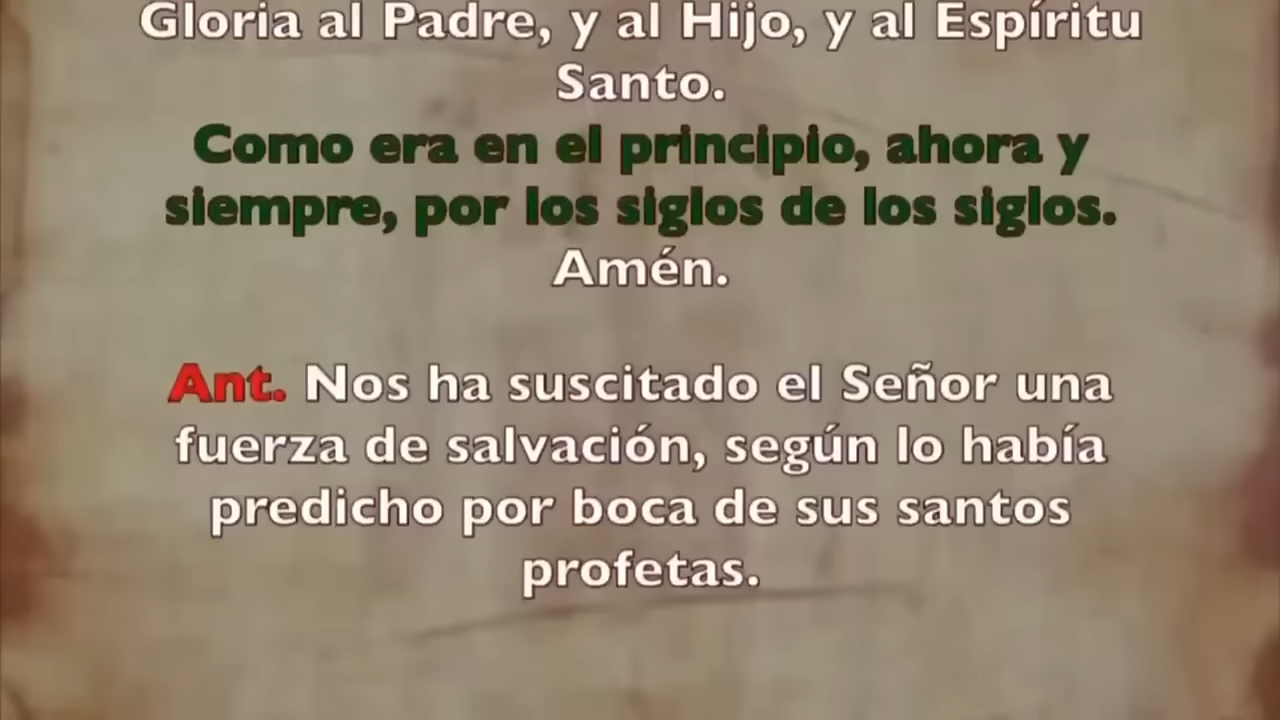 Gloria al Padre, y al Hijo, y al Espíritu
Santo.
Como era en el principio, ahora y
siempre, por los siglos de los siglos.
Amén.
Ant. Nos ha suscitado el Señor una
fuerza de salvación, según lo había
predicho por boca de sus santos
profetas.